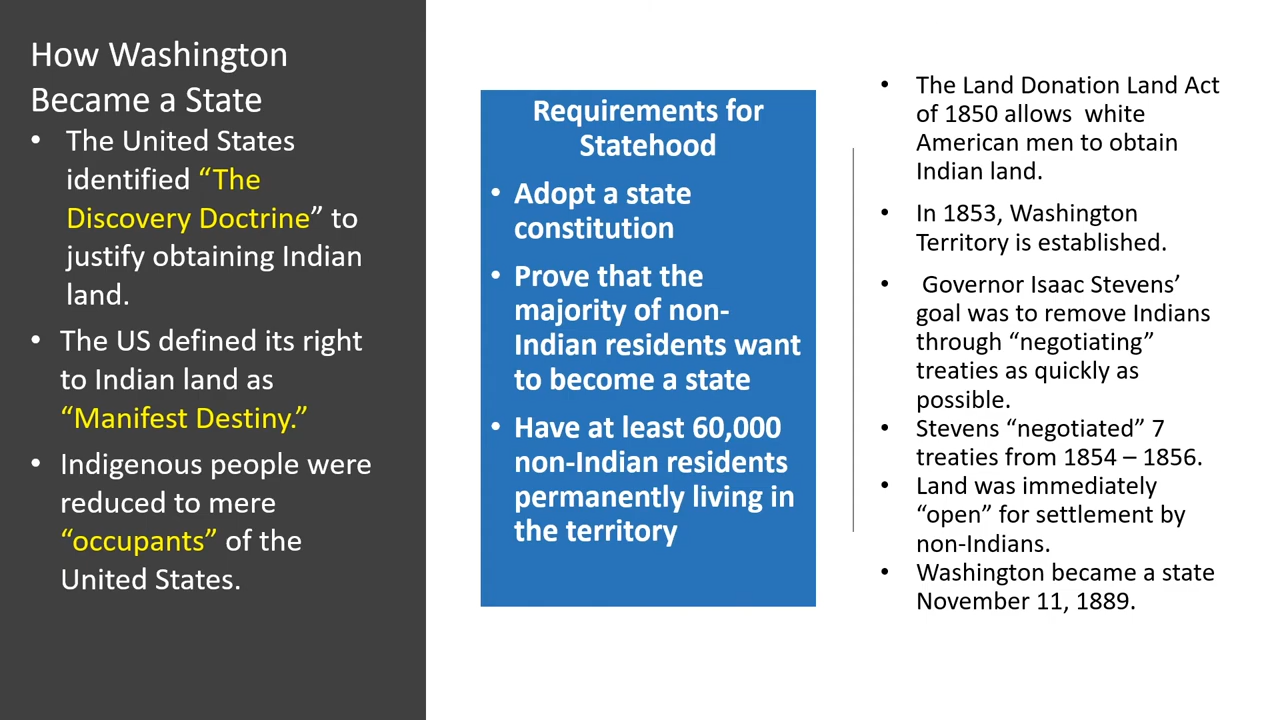 How Washington
Became a State
• The United States
identified “The
Discovery Doctrine” to
justify obtaining Indian
land.
• The US defined its right
to Indian land as
“Manifest Destiny.”
• Indigenous people were
reduced to mere
“occupants” of the
United States.
Requirements for
Statehood
• Adopt a state
constitution
• Prove that the
majority of non-
Indian residents want
to become a state
• Have at least 60,000
non-Indian residents
permanently living in
the territory
• The Land Donation Land Act
of 1850 allows white
American men to obtain
Indian land.
• In 1853, Washington
Territory is established.
• Governor Isaac Stevens’
goal was to remove Indians
through “negotiating”
treaties as quickly as
possible.
• Stevens “negotiated” 7
treaties from 1854 – 1856.
• Land was immediately
“open” for settlement by
non-Indians.
• Washington became a state
November 11, 1889.